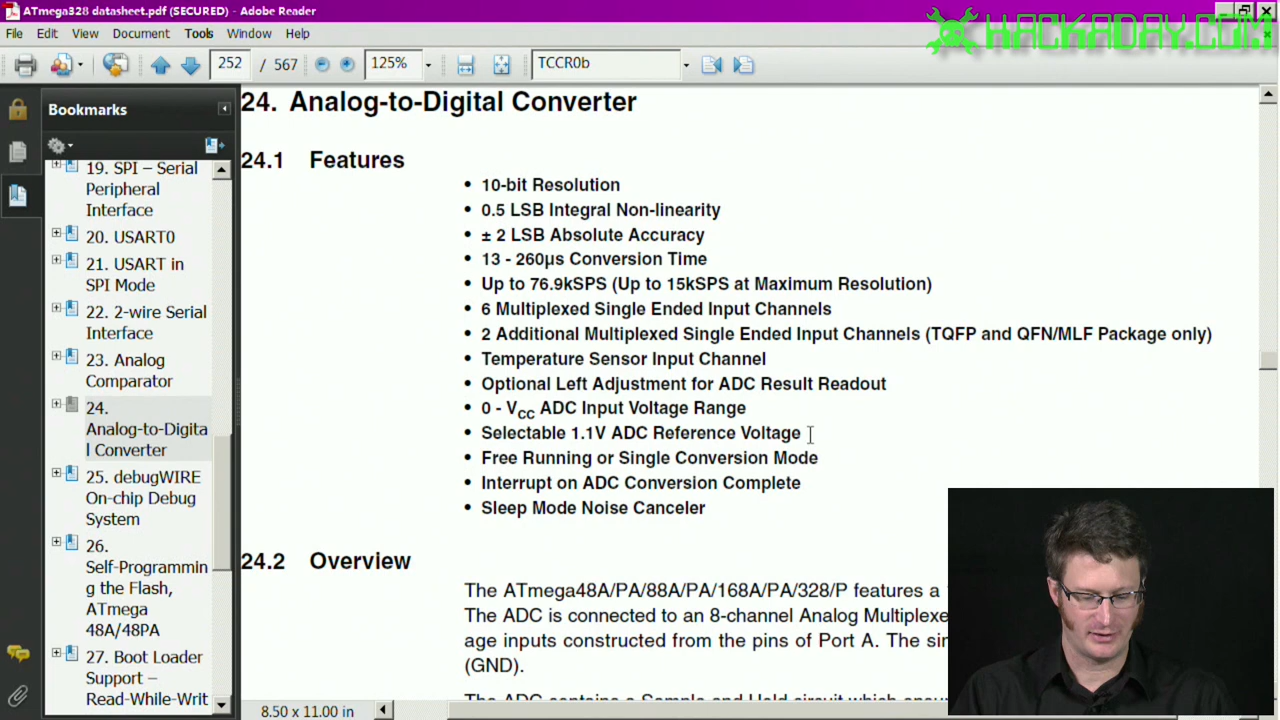 ATmega328 datasheet.pdf (SECURED) - Adobe Reader
HACKADAY.COM
File Edit View Document Tools Window Help
252 / 567 125% TCCR0b
Bookmarks
19. SPI – Serial
Peripheral
Interface
20. USART0
21. USART in
SPI Mode
22. 2-wire Serial
Interface
23. Analog
Comparator
24.
Analog-to-Digita
l Converter
25. debugWIRE
On-chip Debug
System
26.
Self-Programmin
g the Flash,
ATmega
48A/48PA
27. Boot Loader
Support –
Read-While-Writ
24. Analog-to-Digital Converter
24.1 Features
• 10-bit Resolution
• 0.5 LSB Integral Non-linearity
• ± 2 LSB Absolute Accuracy
• 13 - 260µs Conversion Time
• Up to 76.9kSPS (Up to 15kSPS at Maximum Resolution)
• 6 Multiplexed Single Ended Input Channels
• 2 Additional Multiplexed Single Ended Input Channels (TQFP and QFN/MLF Package only)
• Temperature Sensor Input Channel
• Optional Left Adjustment for ADC Result Readout
• 0 - VCC ADC Input Voltage Range
• Selectable 1.1V ADC Reference Voltage
• Free Running or Single Conversion Mode
• Interrupt on ADC Conversion Complete
• Sleep Mode Noise Canceler
24.2 Overview
The ATmega48A/PA/88A/PA/168A/PA/328/P features a
The ADC is connected to an 8-channel Analog Multiplexe
age inputs constructed from the pins of Port A. The sin
(GND).
The ADC contains a Sample and Hold circuit which
8.50 x 11.00 in